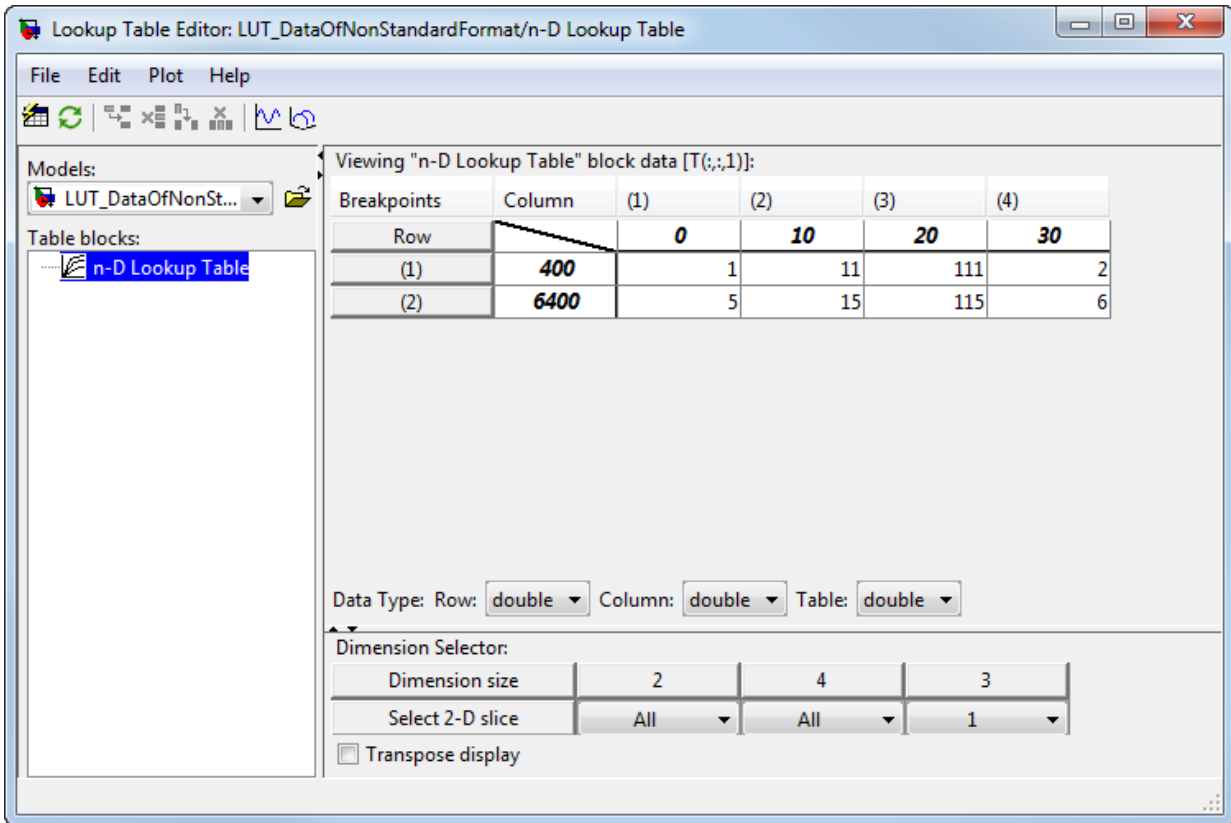 Lookup Table Editor: LUT_DataOfNonStandardFormat/n-D Lookup Table
File Edit Plot Help
Models:
LUT_DataOfNonSt...
Table blocks:
n-D Lookup Table
Viewing "n-D Lookup Table" block data [T(:,:,1)]:
Breakpoints Column (1) (2) (3) (4)
Row 0 10 20 30
(1) 400 1 11 111 2
(2) 6400 5 15 115 6
Data Type: Row: double Column: double Table: double
Dimension Selector:
Dimension size 2 4 3
Select 2-D slice All All 1
Transpose display